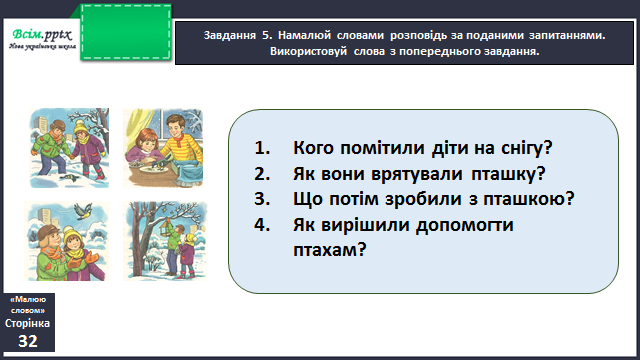 Всім.pptx
Нова українська школа
Завдання 5. Намалюй словами розповідь за поданими запитаннями.
Використовуй слова з попереднього завдання.
1. Кого помітили діти на снігу?
2. Як вони врятували пташку?
3. Що потім зробили з пташкою?
4. Як вирішили допомогти
птахам?
«Малюю
словом»
Сторінка
32